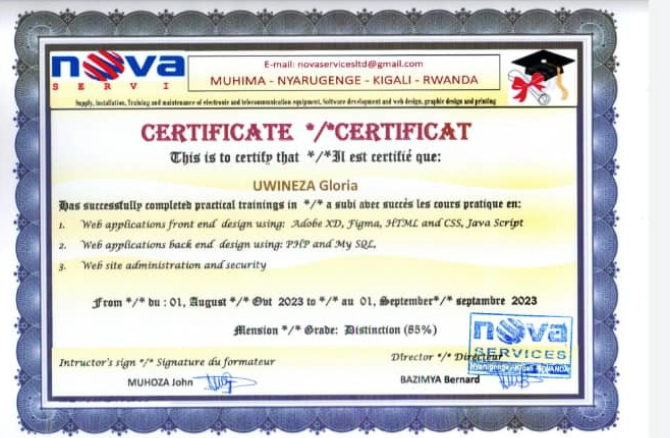 nova
SERVI
E-mail: novaservicesltd@gmail.com
MUHIMA - NYARUGENGE - KIGALI - RWANDA
Supply, Installation, Training and maintenance of electronic and telecommunication equipment, Software development and web design, graphic design and printing
CERTIFICATE */*CERTIFICAT
This is to certify that */*Il est certifié que:
UWINEZA Gloria
Has successfully completed practical trainings in */* a subi avec succès les cours pratique en:
1. Web applications front end design using: Adobe XD, Figma, HTML and CSS, Java Script
2. Web applications back end design using: PHP and My SQL,
3. Web site administration and security
From */* du : 01, August */* Out 2023 to */* au 01, September*/* septambre 2023
Mension */* Grade: Distinction (85%)
nova
SERVICES
Nyarugenge / Kigali - RWANDA
Intructor's sign */* Signature du formateur
Director */* Directeur
MUHOZA John
BAZIMYA Bernard